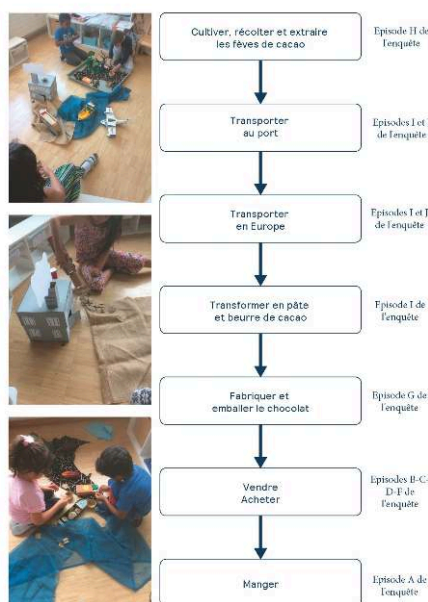 Cultiver, récolter et extraire
les fèves de cacao
Episode H de
l'enquête
Transporter
au port
Episodes I et
de l'enquête
Transporter
en Europe
Episodes I et J
de l'enquête
Transformer en pâte
et beurre de cacao
Episode I de
l'enquête
Fabriquer et
emballer le chocolat
Episode G de
l'enquête
Vendre
Acheter
Episodes B-C-
D-F de
l'enquête
Manger
Episode A de
l'enquête